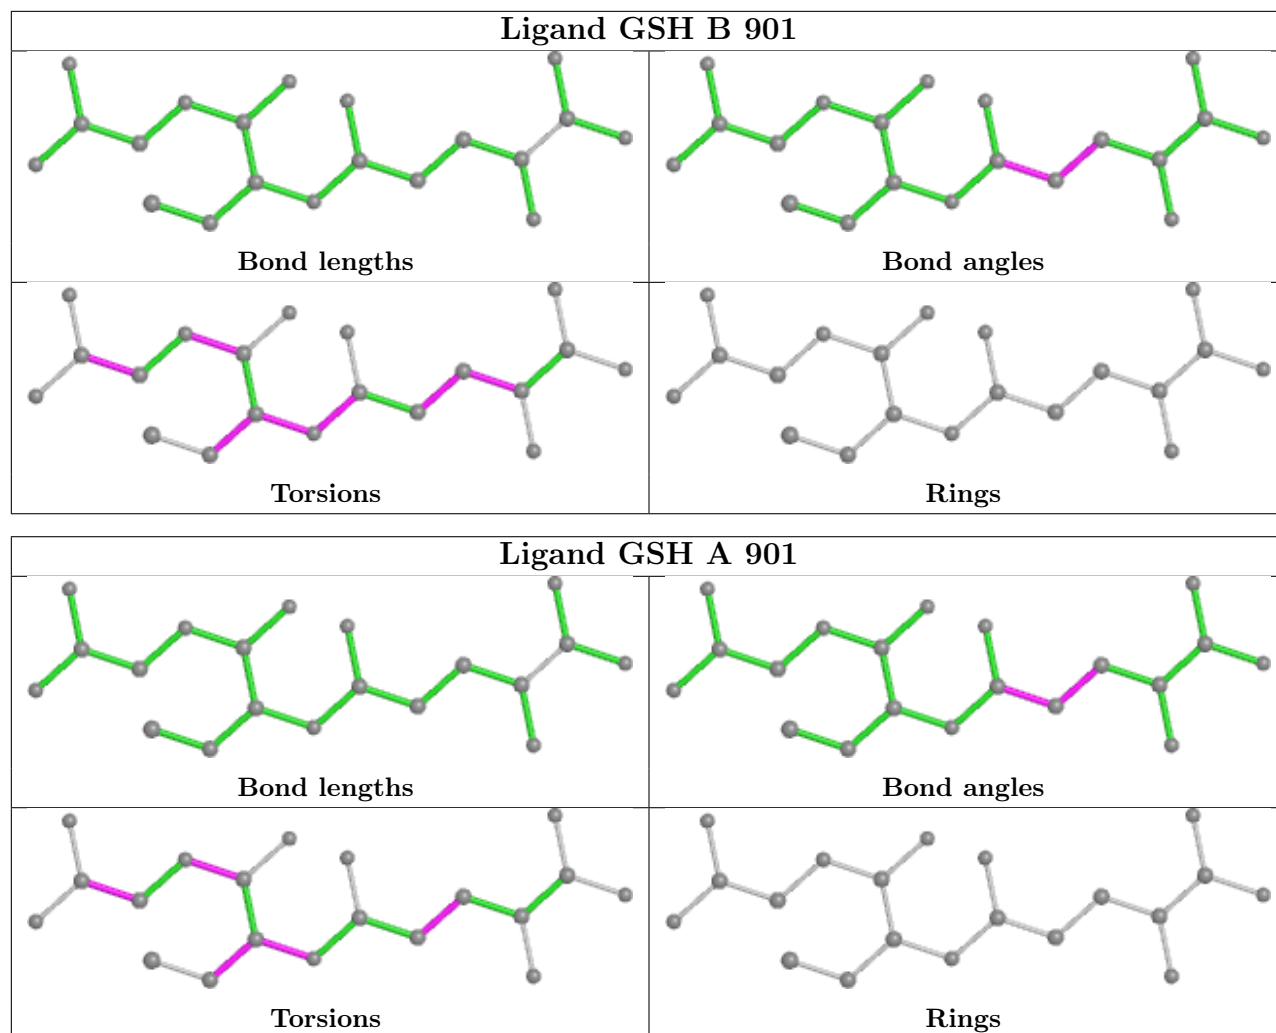 Ligand GSH B 901
Bond lengths
Bond angles
Torsions
Rings
Ligand GSH A 901
Bond lengths
Bond angles
Torsions
Rings